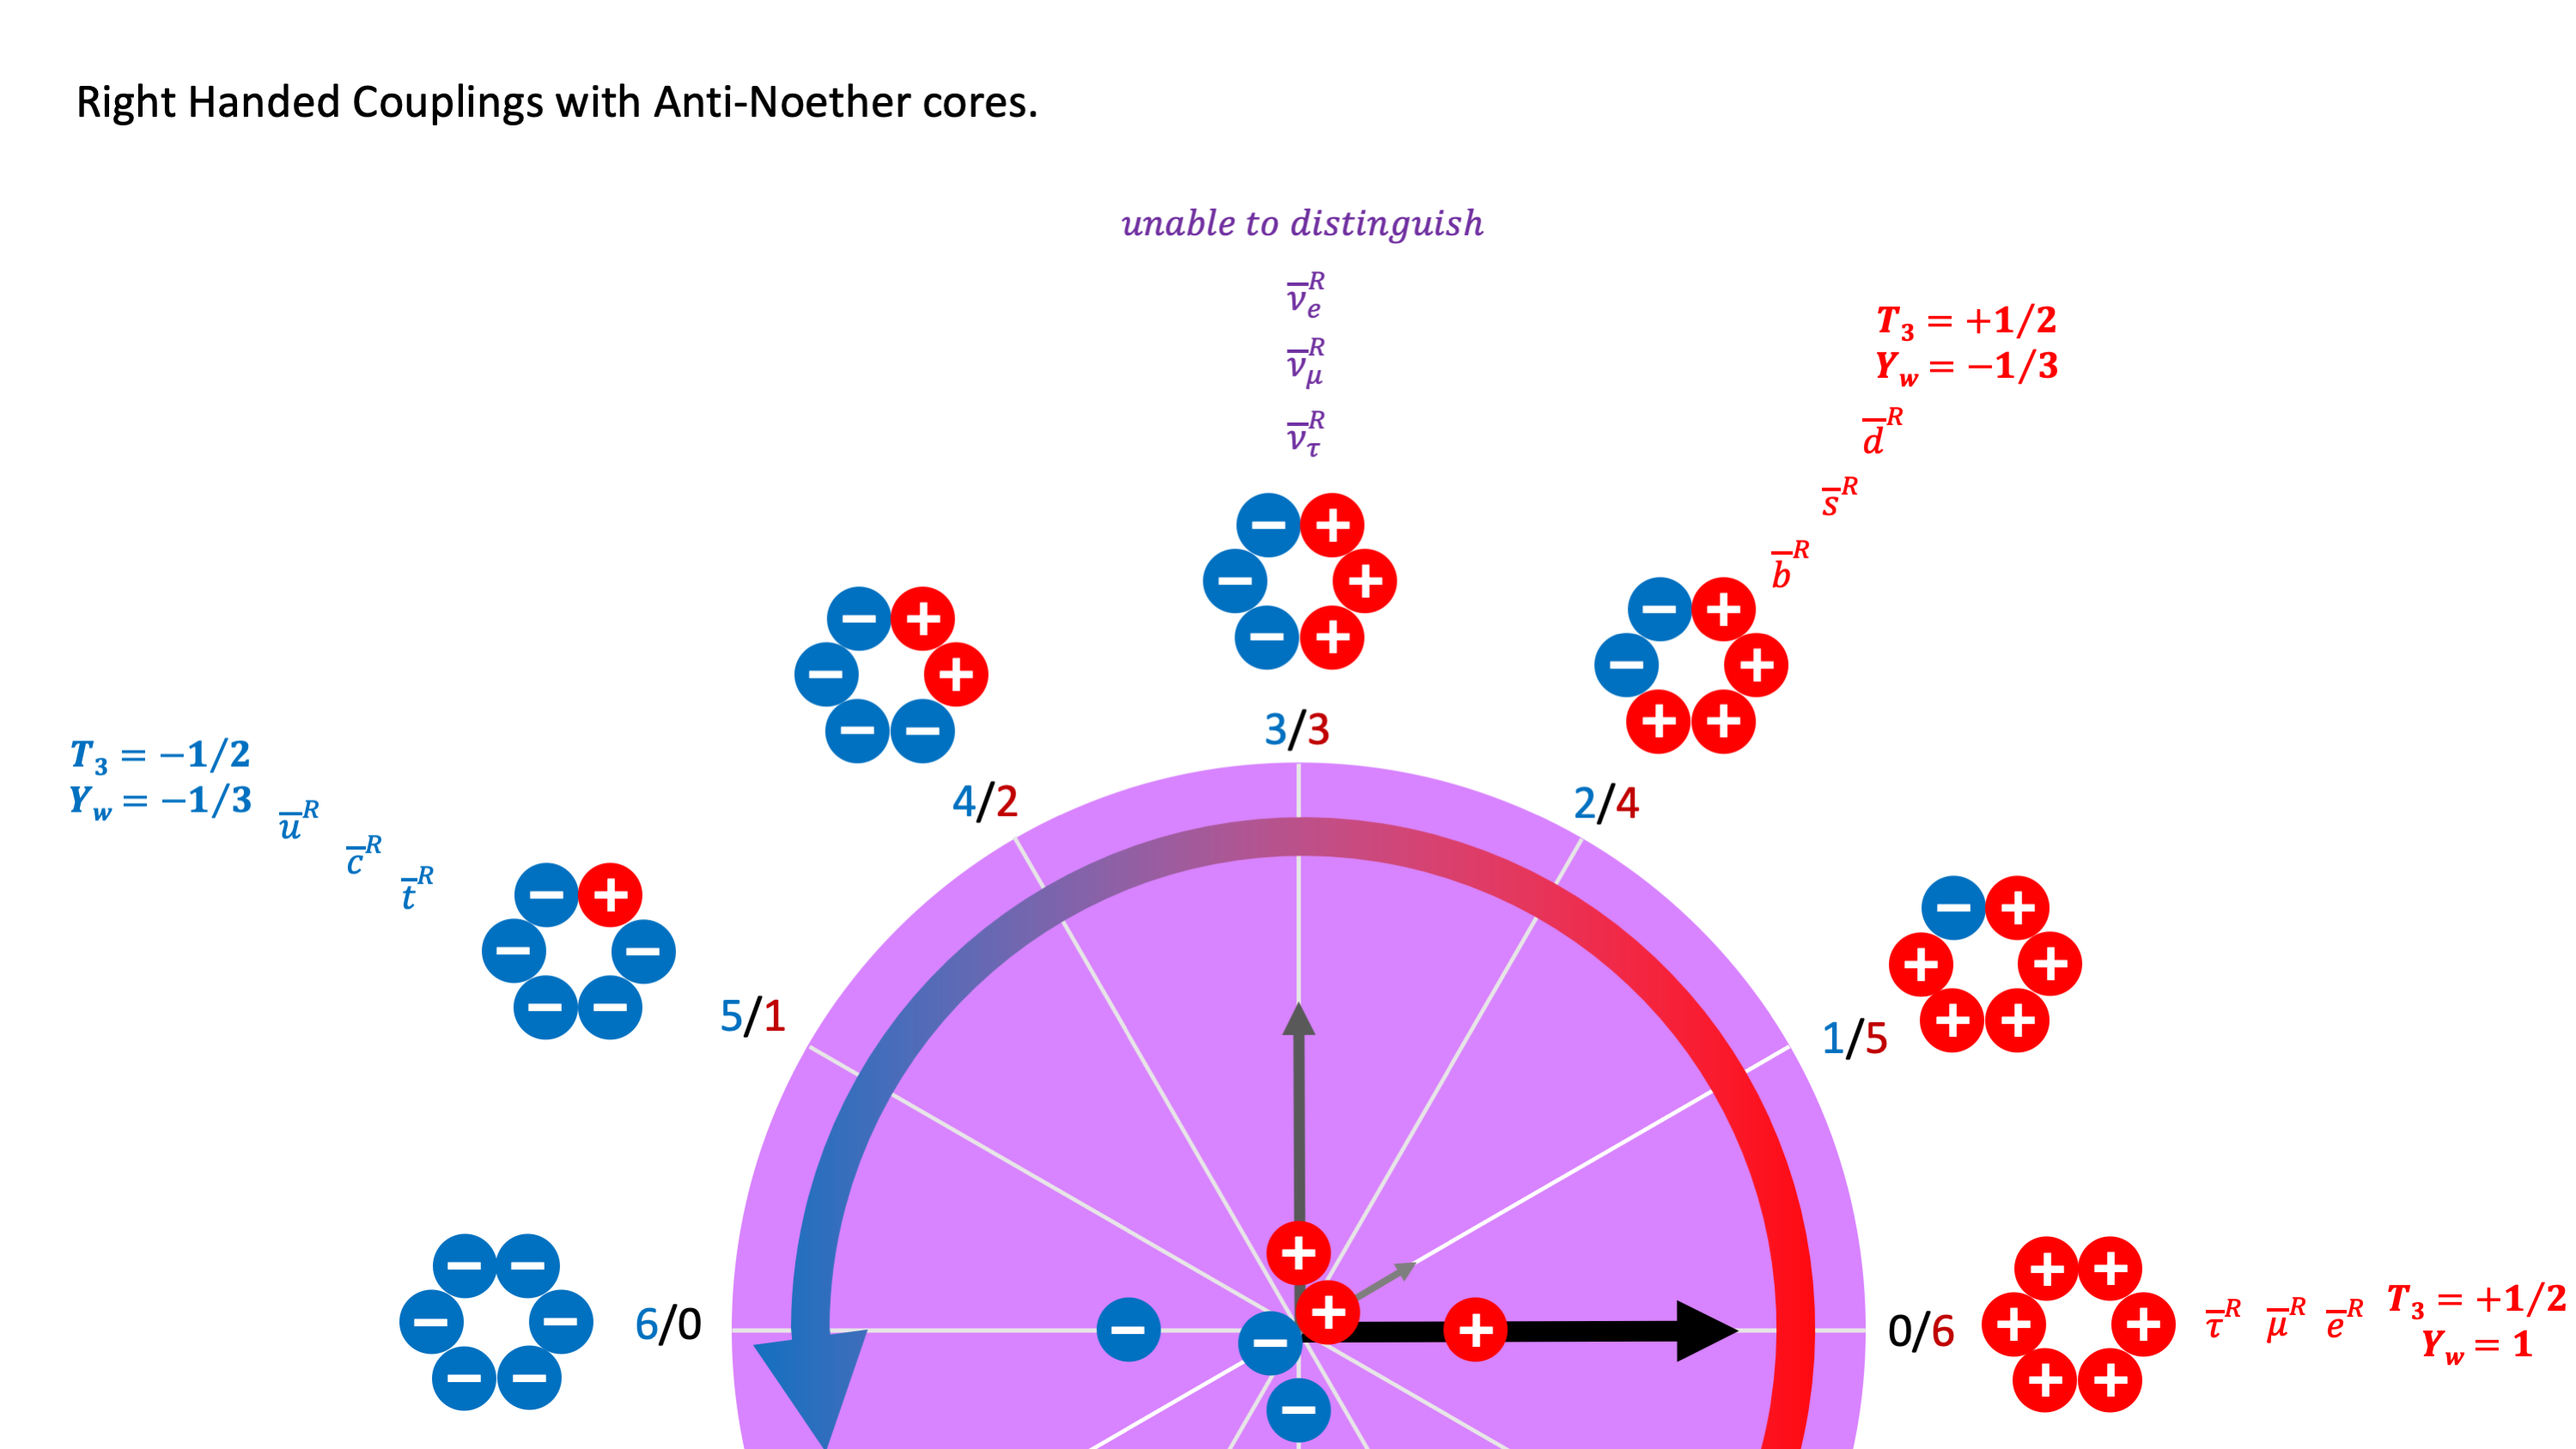 Right Handed Couplings with Anti-Noether cores.
unable to distinguish
ν̅ₑᴿ
ν̅_μᴿ
ν̅_τᴿ
T₃ = +1/2
Y_w = −1/3
d̅ᴿ
s̅ᴿ
b̅ᴿ
− +
− +
− +
3/3
− +
− +
+ +
2/4
− +
− +
− −
4/2
T₃ = −1/2
Y_w = −1/3
u̅ᴿ
c̅ᴿ
t̅ᴿ
− +
− −
− −
5/1
− +
+ +
+ +
1/5
− −
− −
− −
6/0
+
− − + +
−
0/6
+ +
+ +
+ +
τ̅ᴿ μ̅ᴿ e̅ᴿ
T₃ = +1/2
Y_w = 1